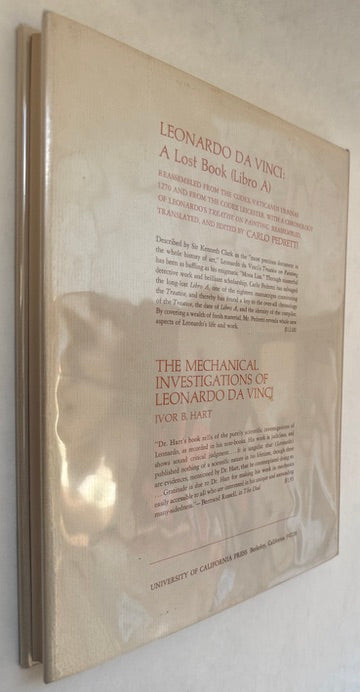 LEONARDO DA VINCI:
A Lost Book (Libro A)
REASSEMBLED FROM THE CODEX VATICANUS URBINAS
1270 AND FROM THE CODEX LEICESTER, WITH A CHRONOLOGY
OF LEONARDO'S TREATISE ON PAINTING, REASSEMBLED,
TRANSLATED, AND EDITED BY CARLO PEDRETTI
Described by Sir Kenneth Clark as the "most precious document in
the whole history of art," Leonardo da Vinci's Treatise on Painting
has been as baffling as his enigmatic "Mona Lisa." Through masterful
detective work and brilliant scholarship, Carlo Pedretti has salvaged
the long-lost Libro A, one of the eighteen manuscripts constituting
the Treatise, and thereby has found a key to the over-all chronology
of the Treatise, the date of Libro A, and the identity of the compiler.
By covering a wealth of fresh material, Mr. Pedretti reveals whole new
aspects of Leonardo's life and work.
THE MECHANICAL
INVESTIGATIONS OF
LEONARDO DA VINCI
IVOR B. HART
"Dr. Hart's book tells of the purely scientific investigations of
Leonardo, as recorded in his note-books. His work is judicious, and
shows sound critical judgment. . . . It is singular that (Leonardo)
published nothing of a scientific nature in his lifetime, though there
are evidences, mentioned by Dr. Hart, that he contemplated doing so.
. . . Gratitude is due to Dr. Hart for making his work in mechanics
easily accessible to all who are interested in his unique and astonishing
many-sidedness."—Bertrand Russell, in The Dial
UNIVERSITY OF CALIFORNIA PRESS Berkeley, California